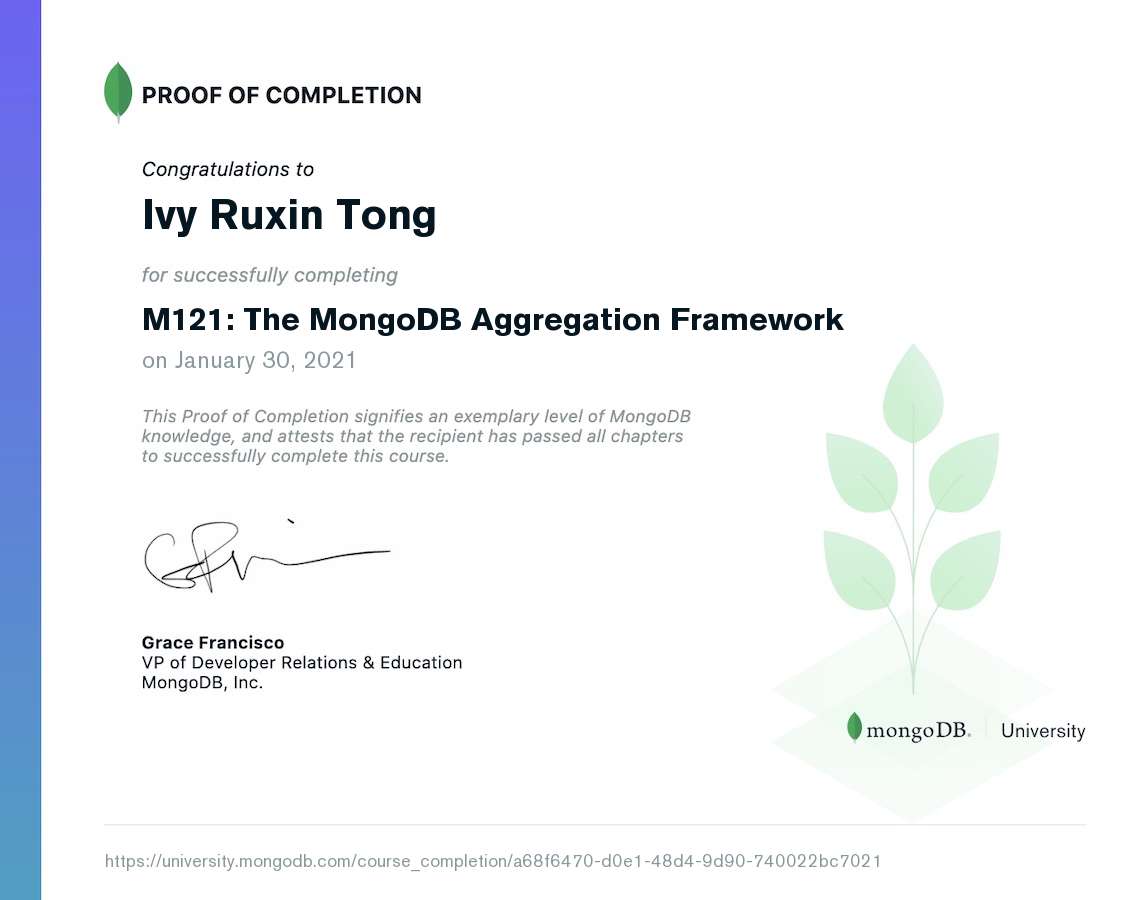 PROOF OF COMPLETION
Congratulations to
Ivy Ruxin Tong
for successfully completing
M121: The MongoDB Aggregation Framework
on January 30, 2021
This Proof of Completion signifies an exemplary level of MongoDB
knowledge, and attests that the recipient has passed all chapters
to successfully complete this course.
Grace Francisco
VP of Developer Relations & Education
MongoDB, Inc.
mongoDB. University
https://university.mongodb.com/course_completion/a68f6470-d0e1-48d4-9d90-740022bc7021